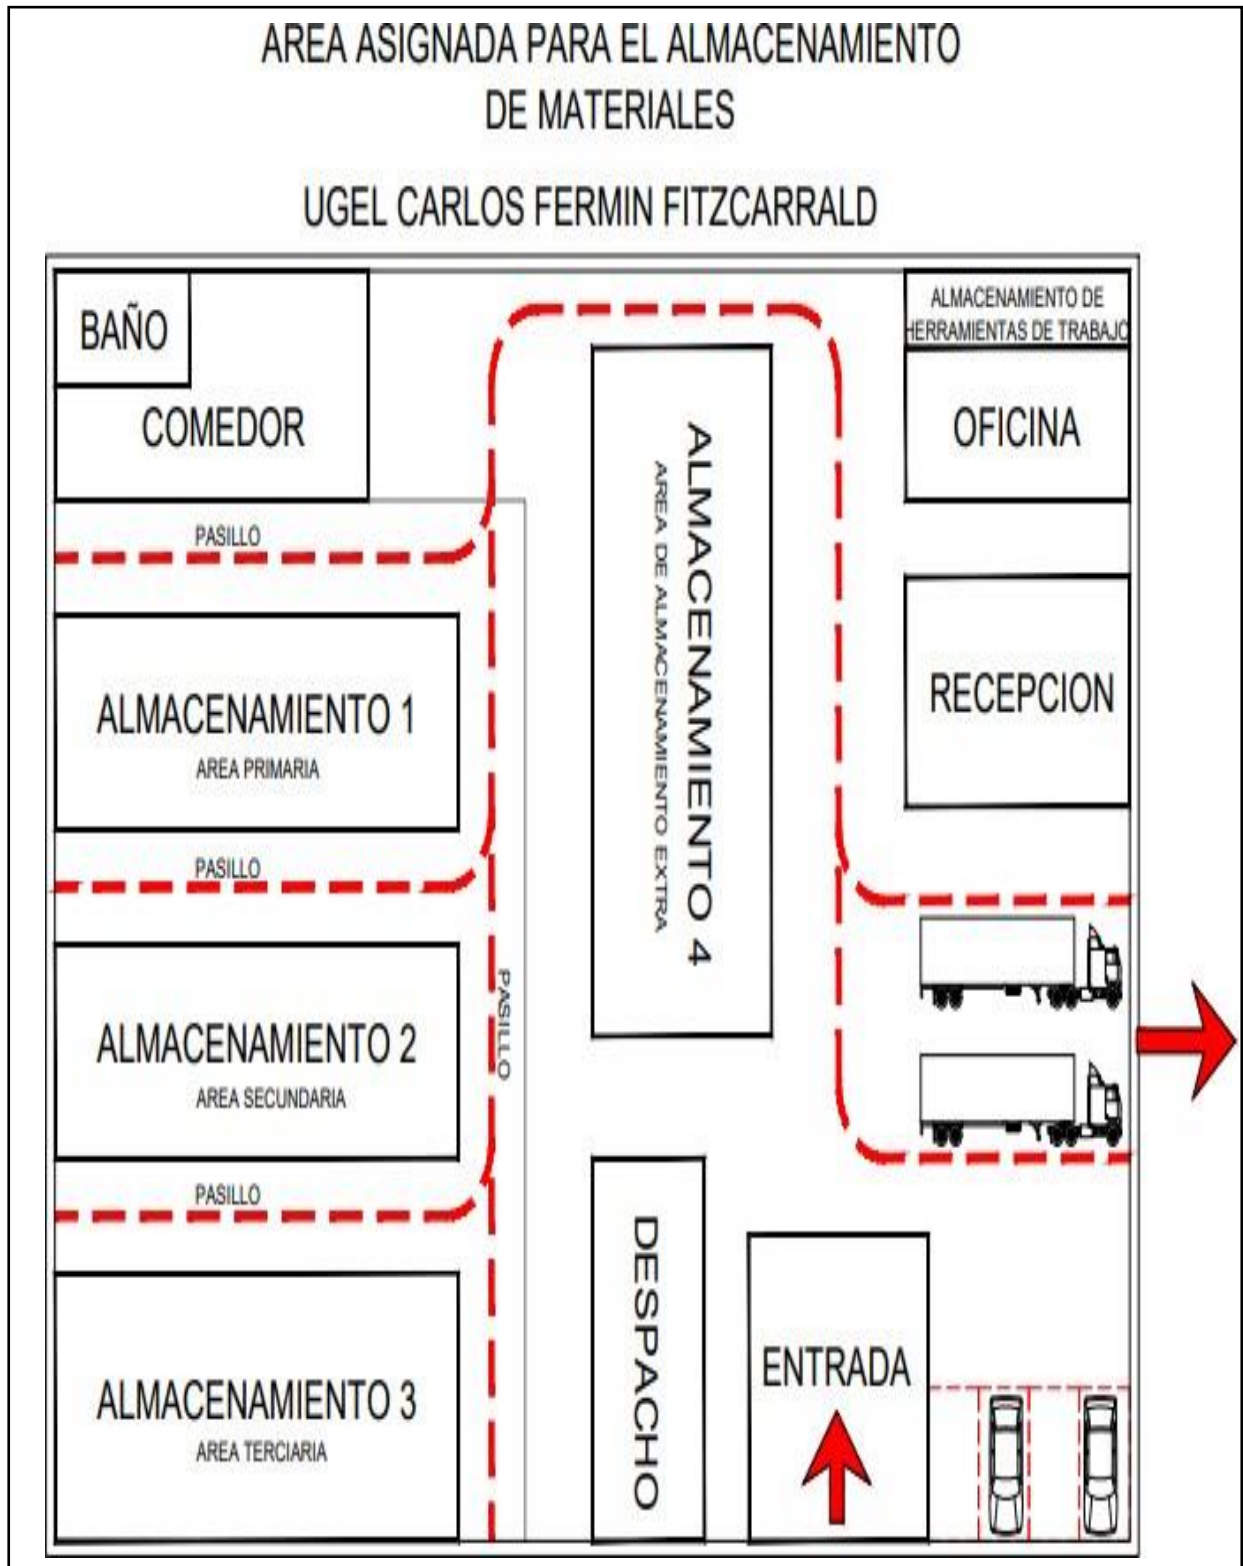 AREA ASIGNADA PARA EL ALMACENAMIENTO
DE MATERIALES
UGEL CARLOS FERMIN FITZCARRALD
BAÑO
COMEDOR
ALMACENAMIENTO DE
HERRAMIENTAS DE TRABAJO
OFICINA
PASILLO
ALMACENAMIENTO 1
AREA PRIMARIA
PASILLO
ALMACENAMIENTO 2
AREA SECUNDARIA
PASILLO
ALMACENAMIENTO 3
AREA TERCIARIA
PASILLO
ALMACENAMIENTO 4
AREA DE ALMACENAMIENTO EXTRA
RECEPCION
DESPACHO
ENTRADA